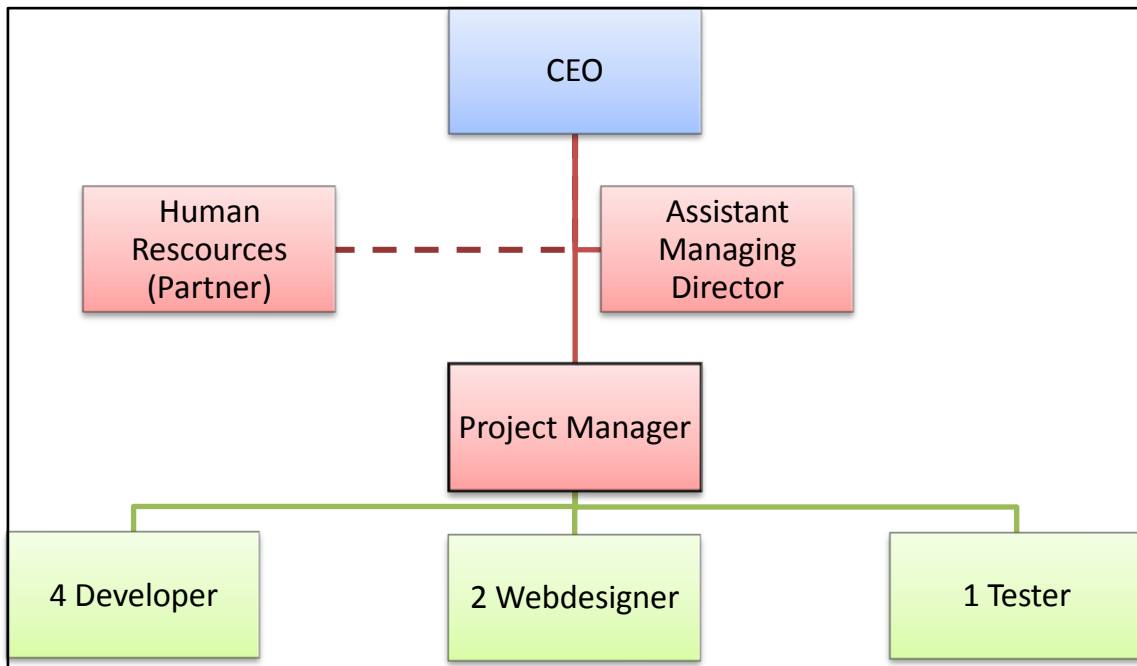 CEO
Human
Rescources
(Partner)
Assistant
Managing
Director
Project Manager
4 Developer
2 Webdesigner
1 Tester